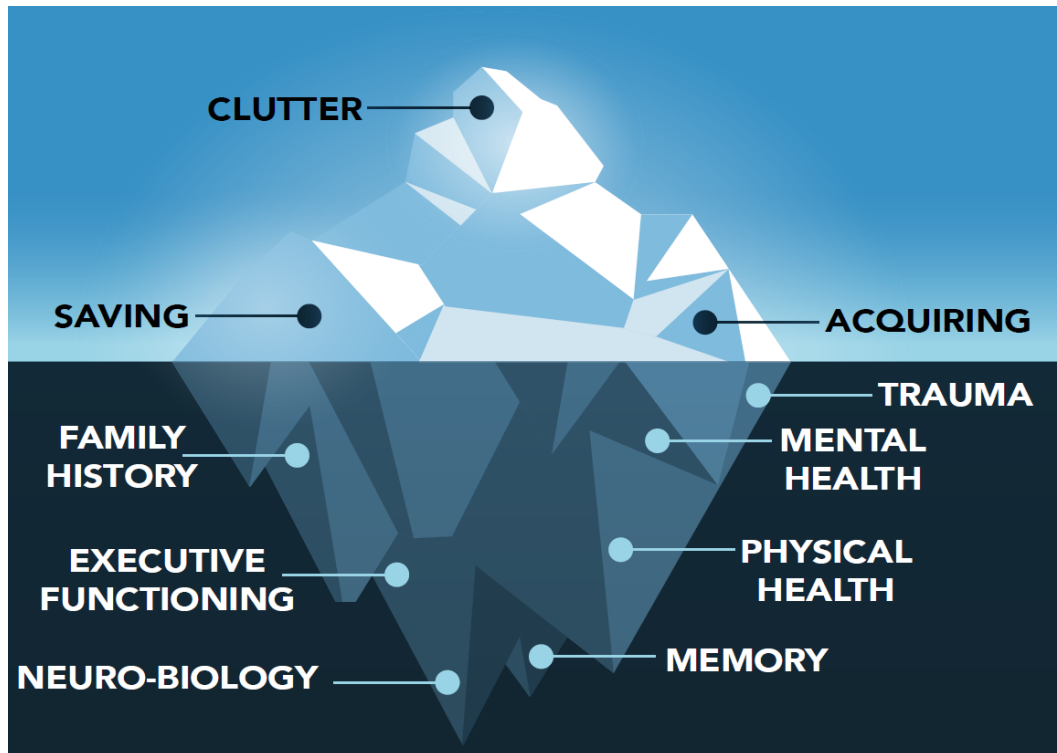 CLUTTER
SAVING
ACQUIRING
TRAUMA
FAMILY
HISTORY
MENTAL
HEALTH
EXECUTIVE
FUNCTIONING
PHYSICAL
HEALTH
NEURO-BIOLOGY
MEMORY